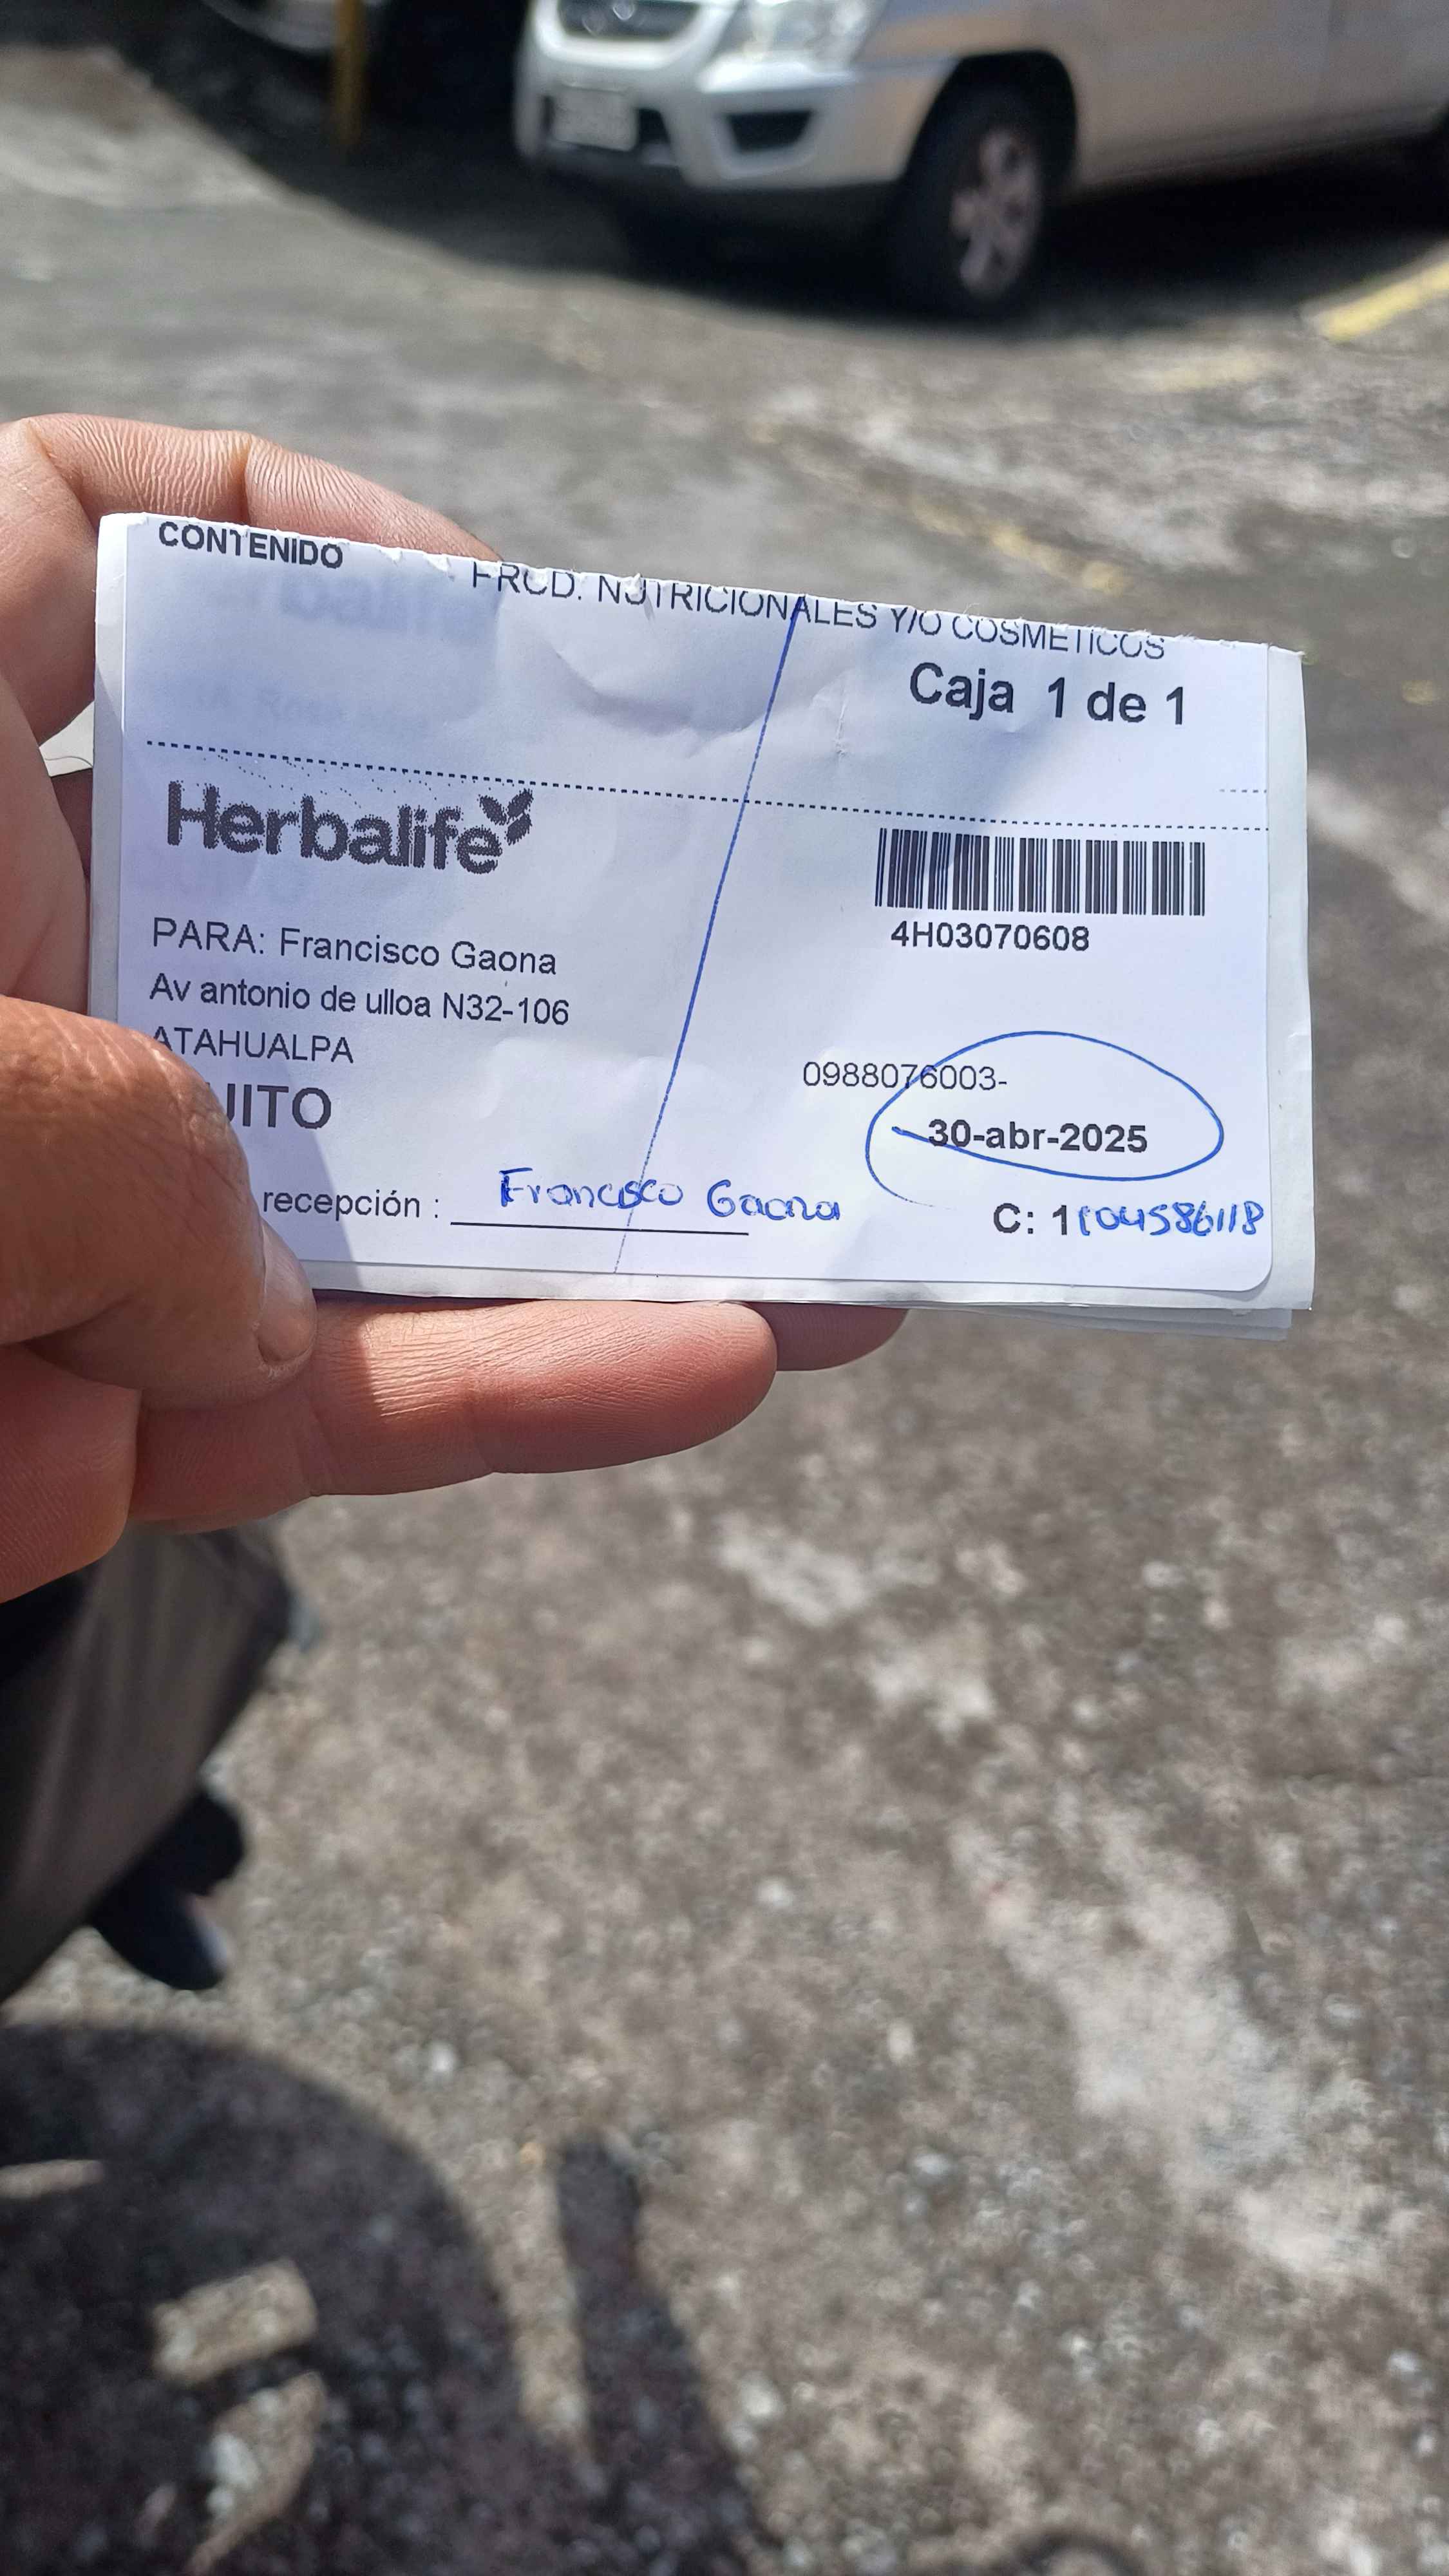 CONTENIDO
PROD. NUTRICIONALES Y/O COSMETICOS
Caja 1 de 1
Herbalife
4H03070608
PARA: Francisco Gaona
Av antonio de ulloa N32-106
ATAHUALPA
0988076003-
UITO
30-abr-2025
recepción : Francisco Gaona
C: 1104586118